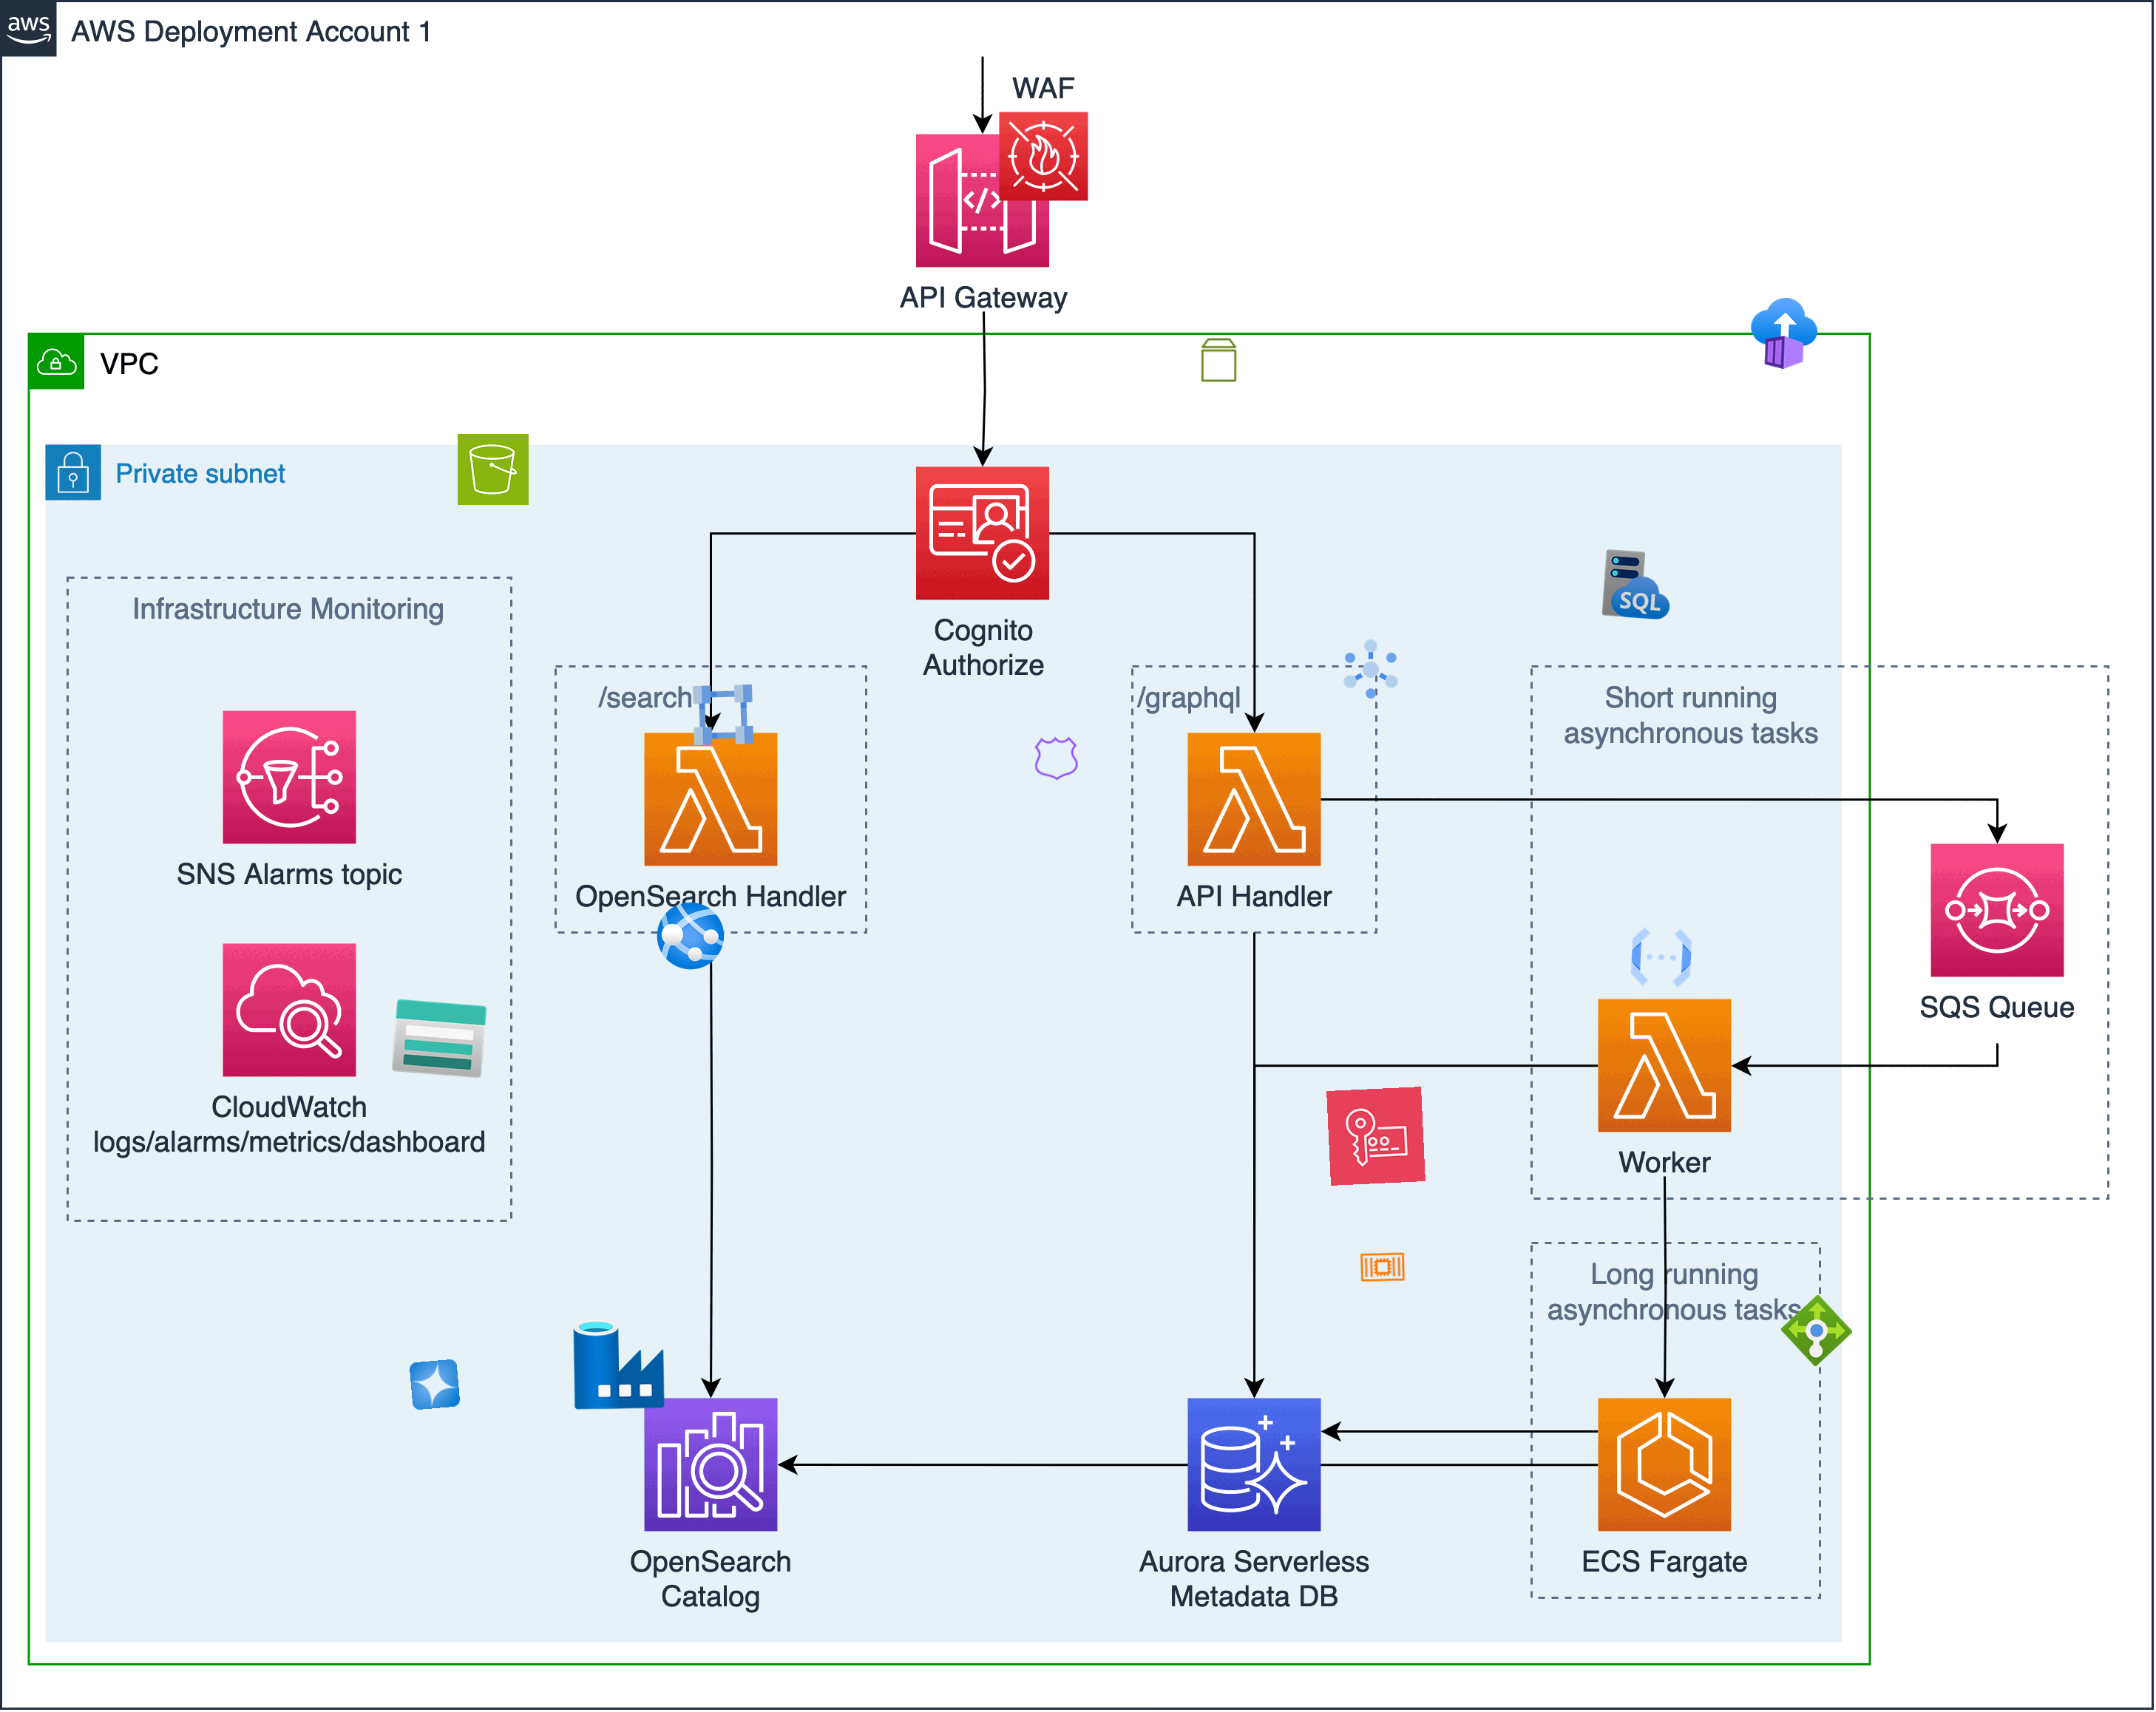 aws
AWS Deployment Account 1
WAF
API Gateway
VPC
Private subnet
Infrastructure Monitoring
SNS Alarms topic
CloudWatch
logs/alarms/metrics/dashboard
Cognito
Authorize
/search
OpenSearch Handler
/graphql
API Handler
SQL
Short running
asynchronous tasks
SQS Queue
Worker
Long running
asynchronous tasks
OpenSearch
Catalog
Aurora Serverless
Metadata DB
ECS Fargate